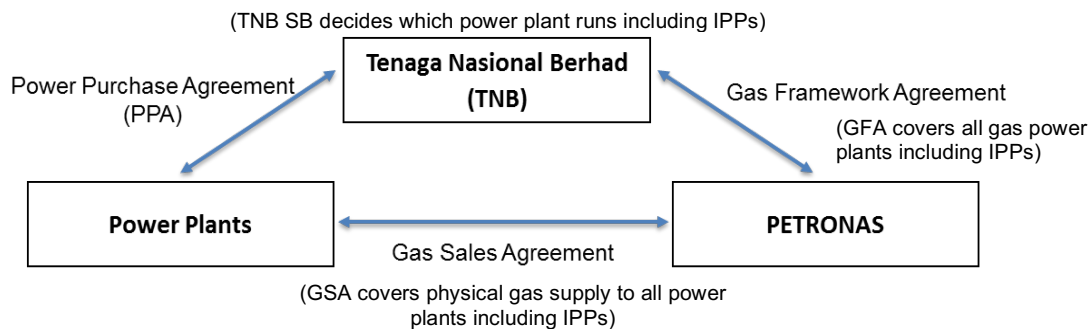 (TNB SB decides which power plant runs including IPPs)
Tenaga Nasional Berhad
(TNB)
Power Purchase Agreement
(PPA)
Gas Framework Agreement
(GFA covers all gas power
plants including IPPs)
Power Plants
PETRONAS
Gas Sales Agreement
(GSA covers physical gas supply to all power
plants including IPPs)